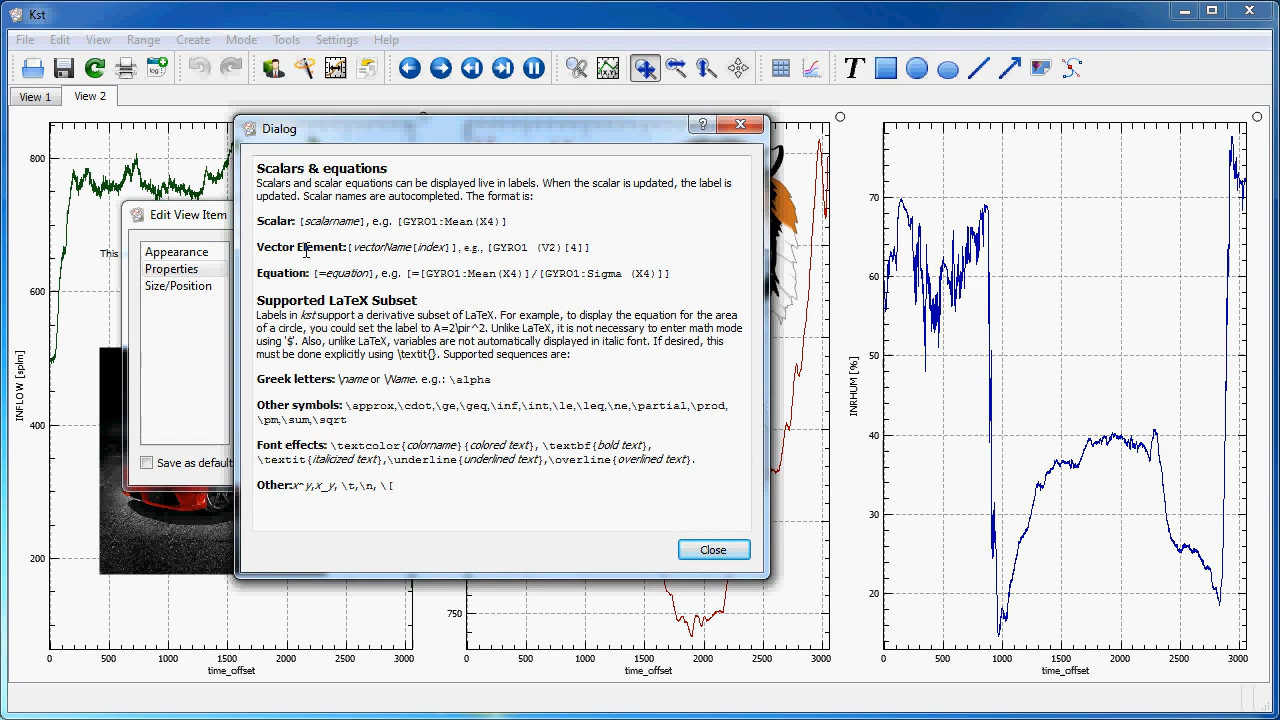 Kst
File Edit View Range Create Mode Tools Settings Help
log
T
View 1 View 2
Dialog
Scalars & equations
Scalars and scalar equations can be displayed live in labels. When the scalar is updated, the label is
updated. Scalar names are autocompleted. The format is:
Scalar: [scalarname], e.g. [GYRO1:Mean(X4)]
Vector Element: [vectorName[index]], e.g., [GYRO1 (V2)[4]]
Equation: [=equation], e.g. [=[GYRO1:Mean(X4)]/[GYRO1:Sigma (X4)]]
Supported LaTeX Subset
Labels in kst support a derivative subset of LaTeX. For example, to display the equation for the area
of a circle, you could set the label to A=2\pir^2. Unlike LaTeX, it is not necessary to enter math mode
using '$'. Also, unlike LaTeX, variables are not automatically displayed in italic font. If desired, this
must be done explicitly using \textit{}. Supported sequences are:
Greek letters: \name or \Name. e.g.: \alpha
Other symbols: \approx,\cdot,\ge,\geq,\inf,\int,\le,\leq,\ne,\partial,\prod,
\pm,\sum,\sqrt
Font effects: \textcolor{colorname}{colored text}, \textbf{bold text},
\textit{italicized text},\underline{underlined text},\overline{overlined text}.
Other:x^y,x_y, \t,\n, \[
Close
Edit View Item
Appearance
Properties
Size/Position
Save as default
This
800
600
400
200
INFLOW [splm]
0 500 1000 1500 2000 2500 3000
time_offset
750
0 500 1000 1500 2000 2500 3000
time_offset
70
60
50
40
30
20
INRHUM [%]
0 500 1000 1500 2000 2500 3000
time_offset